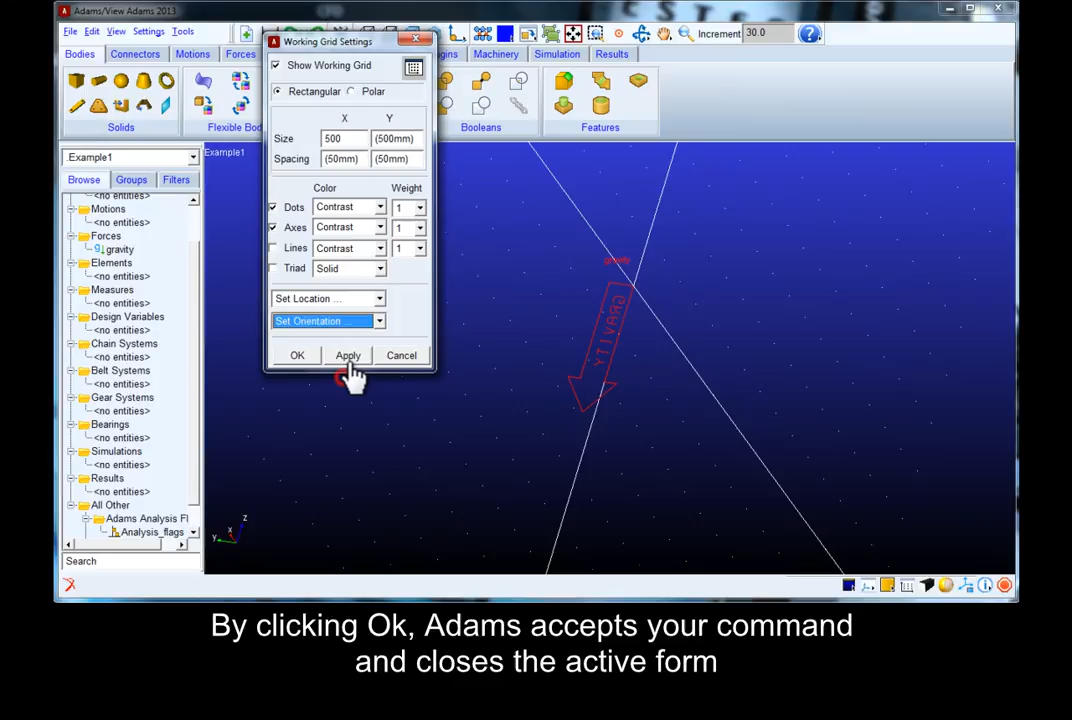 Adams/View Adams 2013
File Edit View Settings Tools
Increment 30.0
Bodies Connectors Motions Forces Machinery Simulation Results
Solids Flexible Bod Booleans Features
.Example1
Browse Groups Filters
<no entities>
Motions
<no entities>
Forces
gravity
Elements
<no entities>
Measures
<no entities>
Design Variables
<no entities>
Chain Systems
<no entities>
Belt Systems
<no entities>
Gear Systems
<no entities>
Bearings
<no entities>
Simulations
<no entities>
Results
<no entities>
All Other
Adams Analysis Fl
Analysis_flags
Search
Working Grid Settings
Show Working Grid
Rectangular Polar
X Y
Size 500 (500mm)
Spacing (50mm) (50mm)
Color Weight
Dots Contrast 1
Axes Contrast 1
Lines Contrast 1
Triad Solid
Set Location ...
Set Orientation ...
OK Apply Cancel
Example1
gravity
GRAVITY
z
x
y
By clicking Ok, Adams accepts your command
and closes the active form